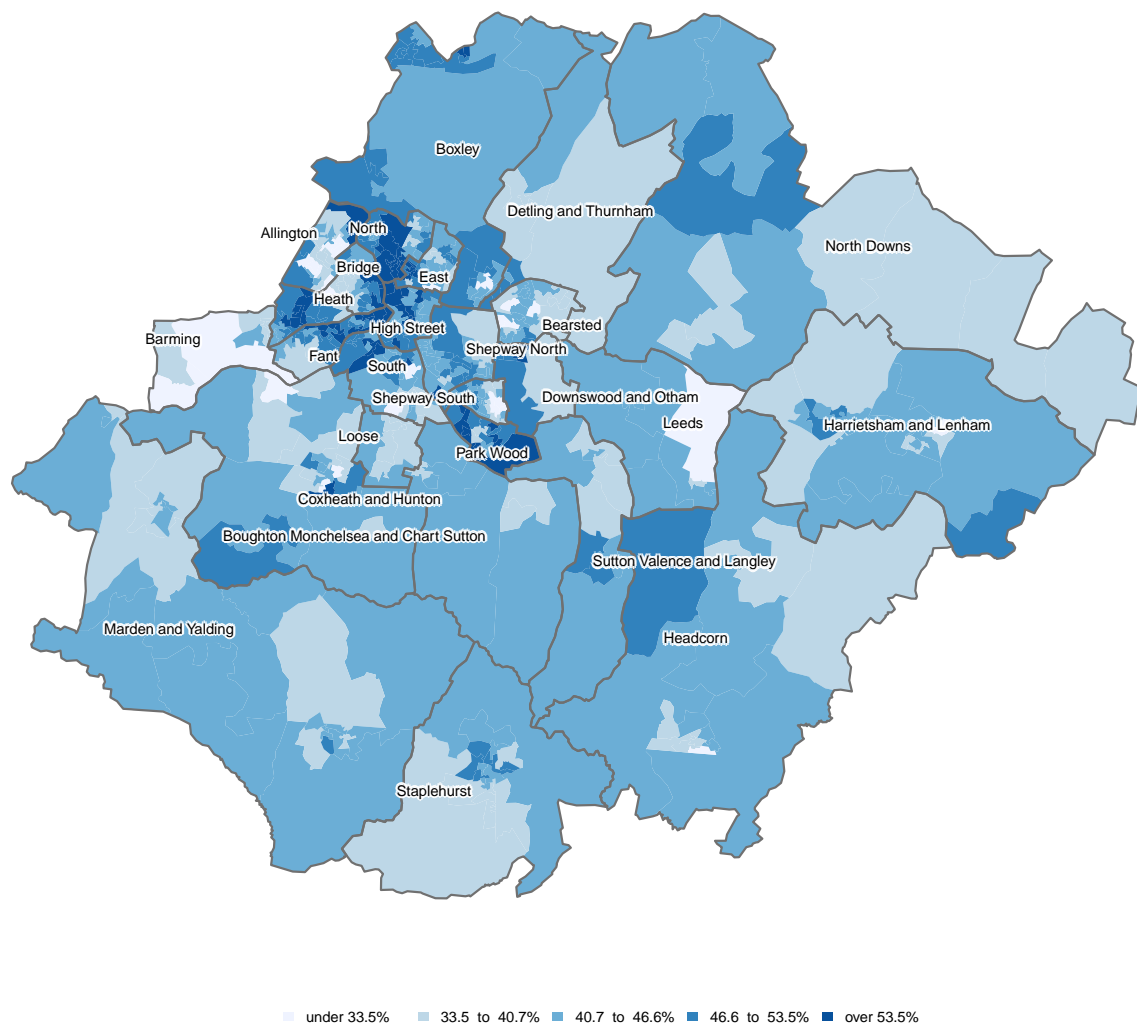 Boxley
Detling and Thurnham
Allington
North
North Downs
Bridge
East
Heath
High Street
Bearsted
Barming
Shepway North
Fant
South
Shepway South
Downswood and Otham
Leeds
Harrietsham and Lenham
Loose
Park Wood
Coxheath and Hunton
Boughton Monchelsea and Chart Sutton
Sutton Valence and Langley
Marden and Yalding
Headcorn
Staplehurst
under 33.5% 33.5 to 40.7% 40.7 to 46.6% 46.6 to 53.5% over 53.5%